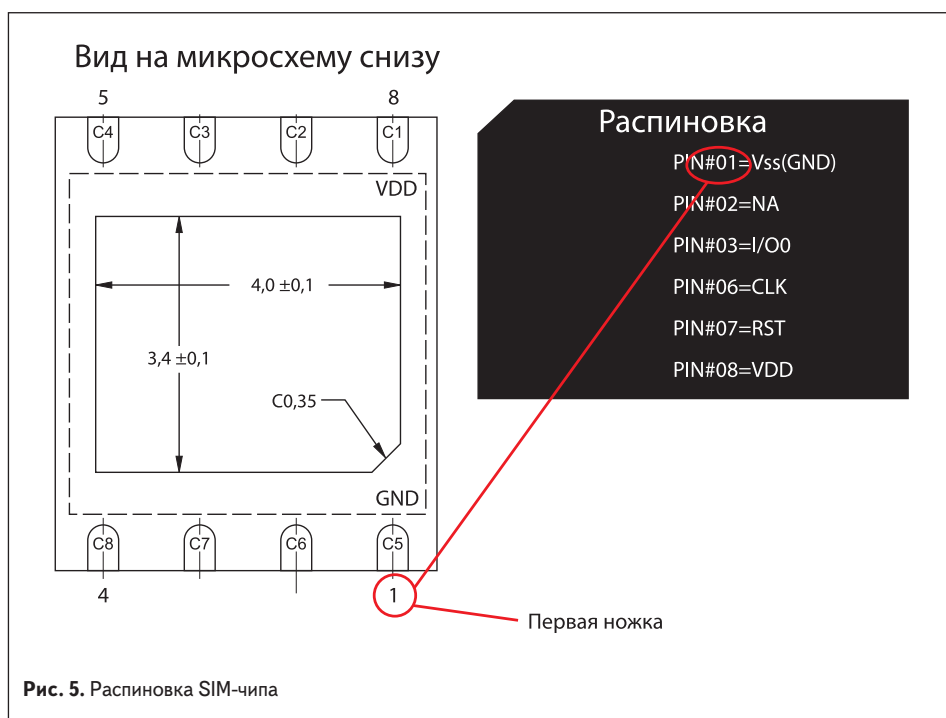 Вид на микросхему снизу
5 8
C4 C3 C2 C1
VDD
4,0 ±0,1
3,4 ±0,1
C0,35
GND
C8 C7 C6 C5
4 1
Распиновка
PIN#01=Vss(GND)
PIN#02=NA
PIN#03=I/O0
PIN#06=CLK
PIN#07=RST
PIN#08=VDD
Первая ножка
Рис. 5. Распиновка SIM-чипа